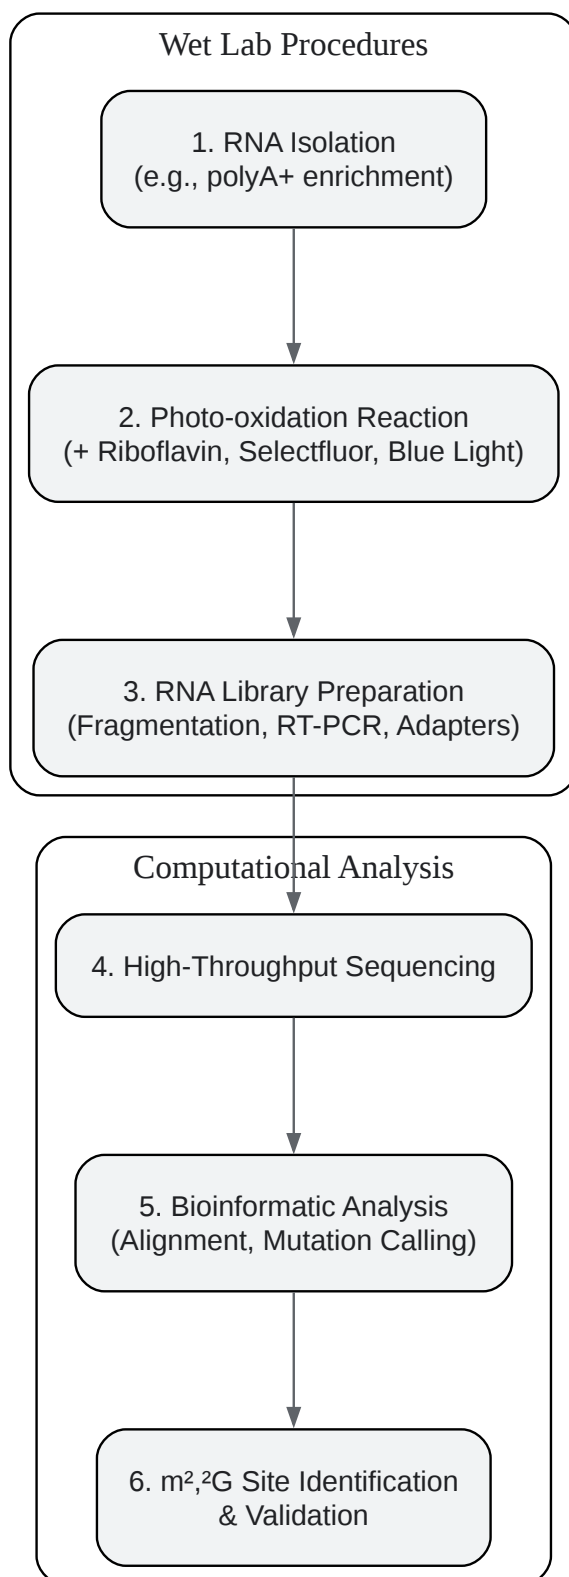 Wet Lab Procedures
1. RNA Isolation
(e.g., polyA+ enrichment)
2. Photo-oxidation Reaction
(+ Riboflavin, Selectfluor, Blue Light)
3. RNA Library Preparation
(Fragmentation, RT-PCR, Adapters)
Computational Analysis
4. High-Throughput Sequencing
5. Bioinformatic Analysis
(Alignment, Mutation Calling)
6. m²,²G Site Identification
& Validation